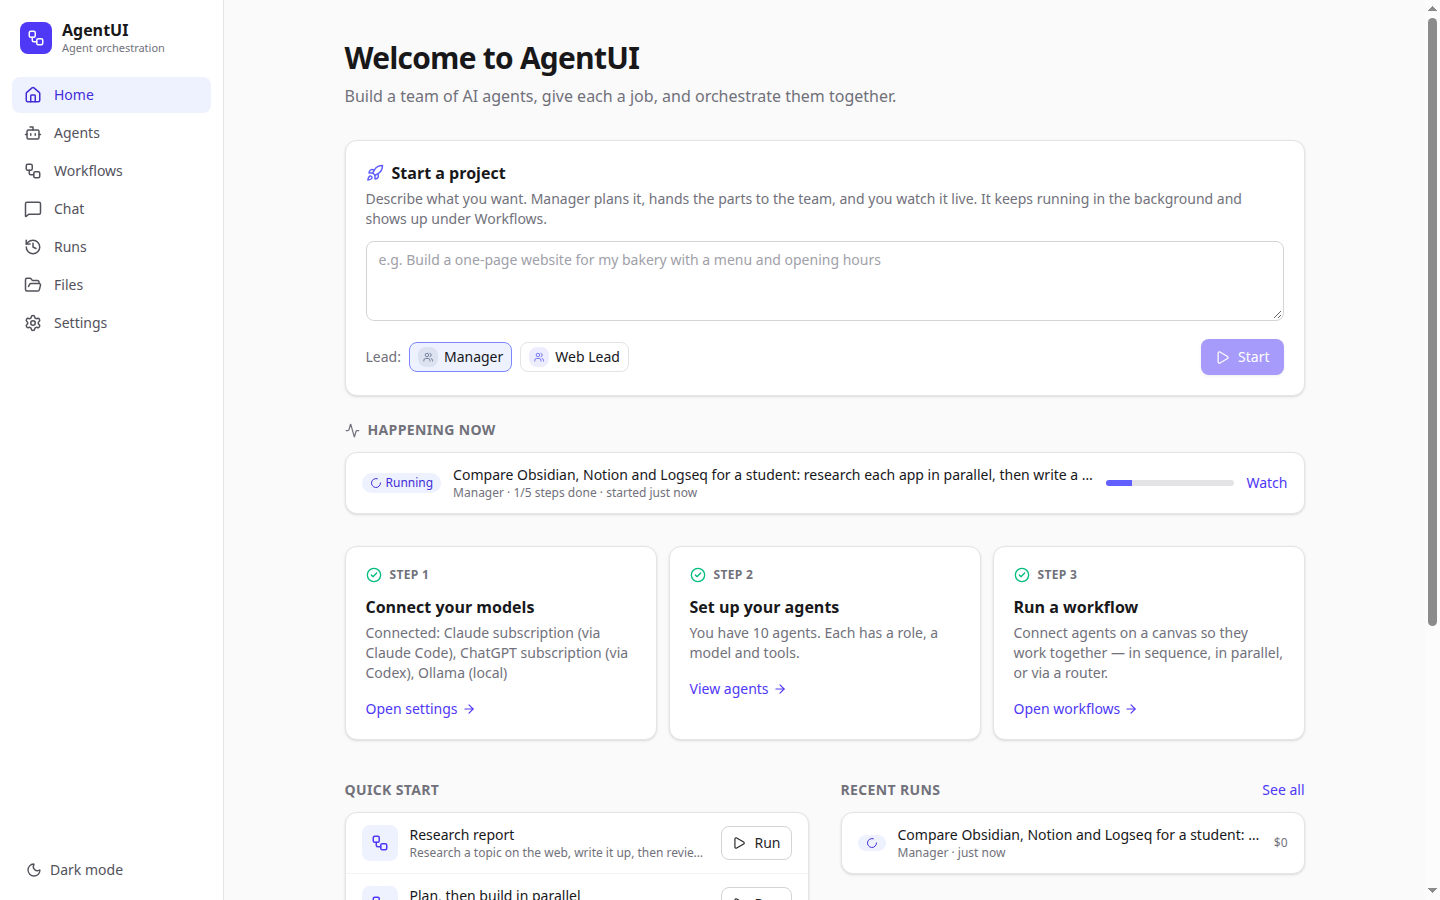 AgentUI
Agent orchestration
Home
Agents
Workflows
Chat
Runs
Files
Settings
Dark mode
Welcome to AgentUI
Build a team of AI agents, give each a job, and orchestrate them together.
Start a project
Describe what you want. Manager plans it, hands the parts to the team, and you watch it live. It keeps running in the background and
shows up under Workflows.
e.g. Build a one-page website for my bakery with a menu and opening hours
Lead: Manager Web Lead Start
HAPPENING NOW
Running
Compare Obsidian, Notion and Logseq for a student: research each app in parallel, then write a ...
Manager · 1/5 steps done · started just now
Watch
STEP 1
Connect your models
Connected: Claude subscription (via
Claude Code), ChatGPT subscription (via
Codex), Ollama (local)
Open settings
STEP 2
Set up your agents
You have 10 agents. Each has a role, a
model and tools.
View agents
STEP 3
Run a workflow
Connect agents on a canvas so they
work together — in sequence, in parallel,
or via a router.
Open workflows
QUICK START
Research report
Research a topic on the web, write it up, then revie...
Run
Plan, then build in parallel
RECENT RUNS
See all
Compare Obsidian, Notion and Logseq for a student: ...
Manager · just now
$0